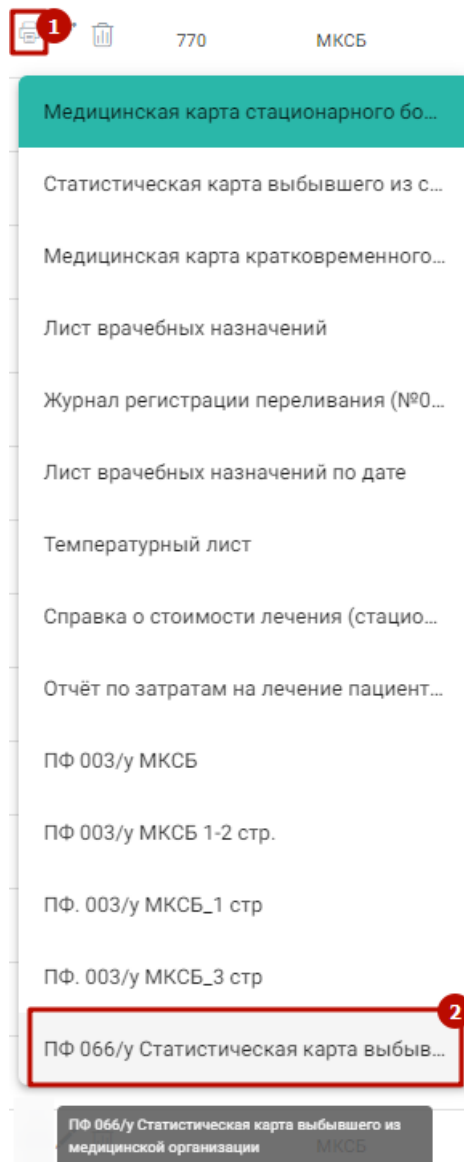 1
770 МКСБ
Медицинская карта стационарного бо...
Статистическая карта выбывшего из с...
Медицинская карта кратковременного...
Лист врачебных назначений
Журнал регистрации переливания (№0...
Лист врачебных назначений по дате
Температурный лист
Справка о стоимости лечения (стацио...
Отчёт по затратам на лечение пациент...
ПФ 003/у МКСБ
ПФ 003/у МКСБ 1-2 стр.
ПФ. 003/у МКСБ_1 стр
ПФ. 003/у МКСБ_3 стр
2
ПФ 066/у Статистическая карта выбыв...
ПФ 066/у Статистическая карта выбывшего из
медицинской организации
МКСБ